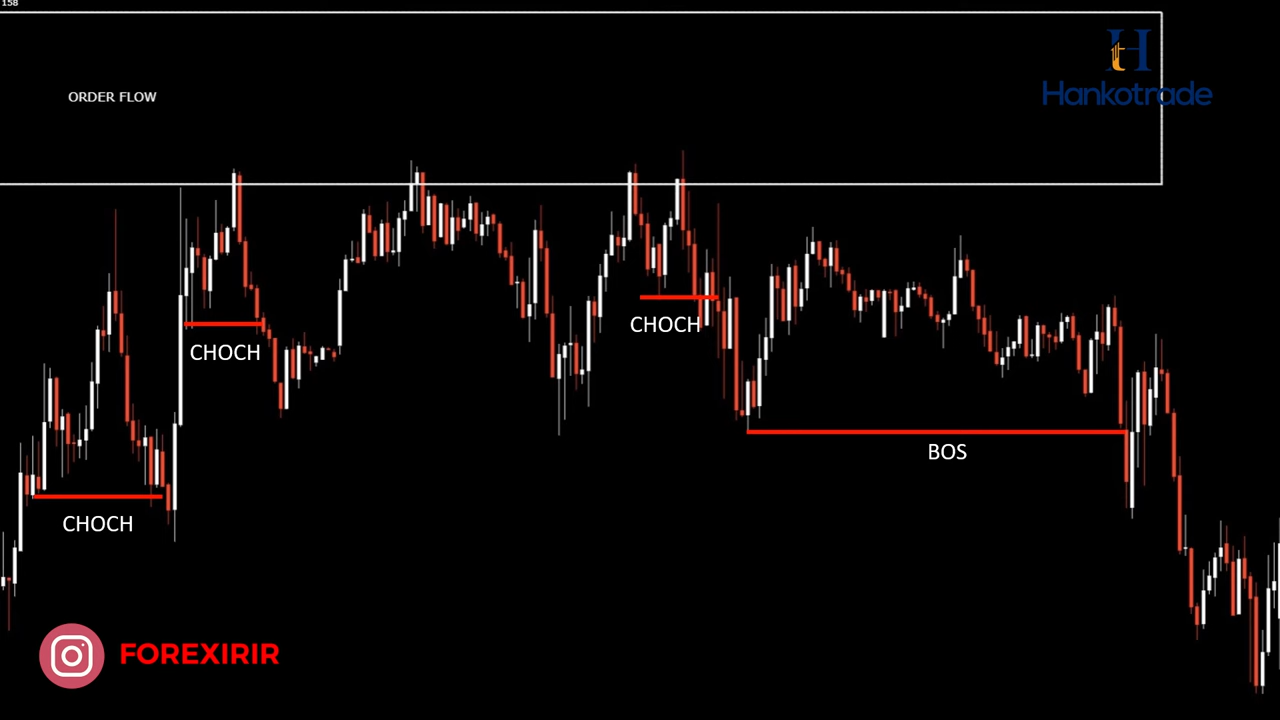 158
ORDER FLOW
Hankotrade
CHOCH
CHOCH
BOS
CHOCH
FOREXIRIR